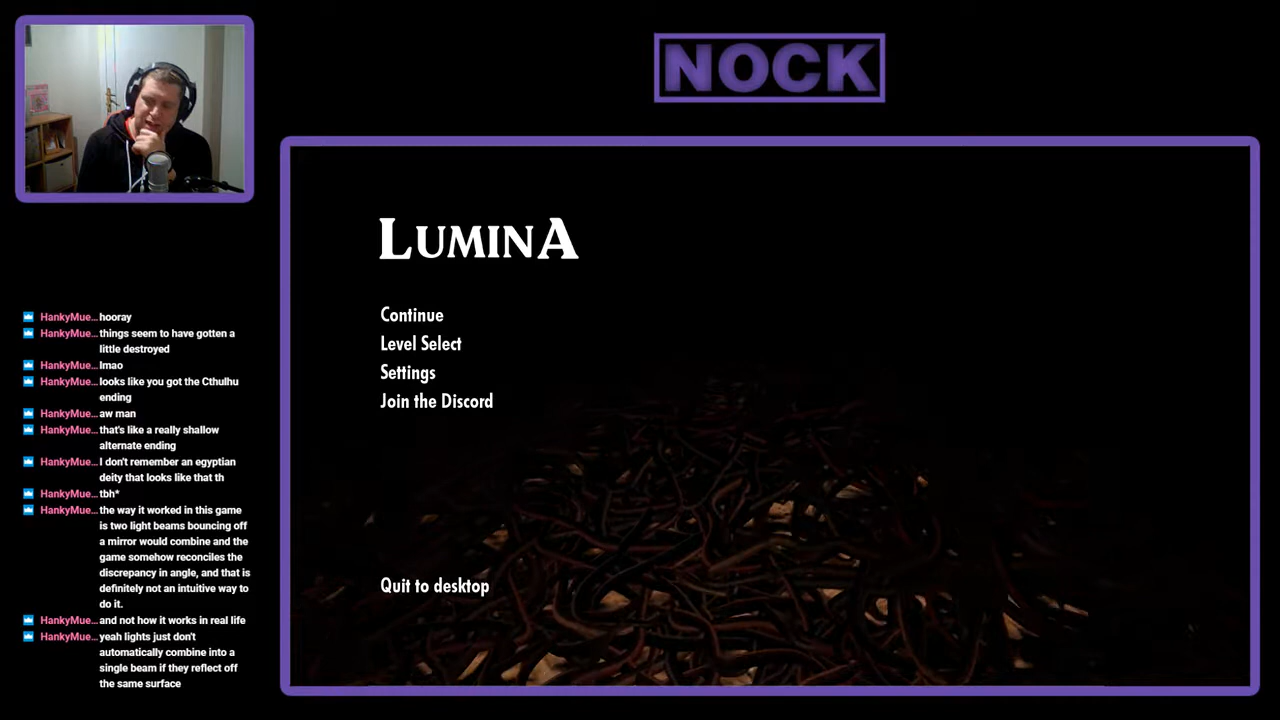 NOCK
LUMINA
Continue
Level Select
Settings
Join the Discord
Quit to desktop
HankyMue... hooray
HankyMue... things seem to have gotten a
little destroyed
HankyMue... lmao
HankyMue... looks like you got the Cthulhu
ending
HankyMue... aw man
HankyMue... that's like a really shallow
alternate ending
HankyMue... I don't remember an egyptian
deity that looks like that th
HankyMue... tbh*
HankyMue... the way it worked in this game
is two light beams bouncing off
a mirror would combine and the
game somehow reconciles the
discrepancy in angle, and that is
definitely not an intuitive way to
do it.
HankyMue... and not how it works in real life
HankyMue... yeah lights just don't
automatically combine into a
single beam if they reflect off
the same surface